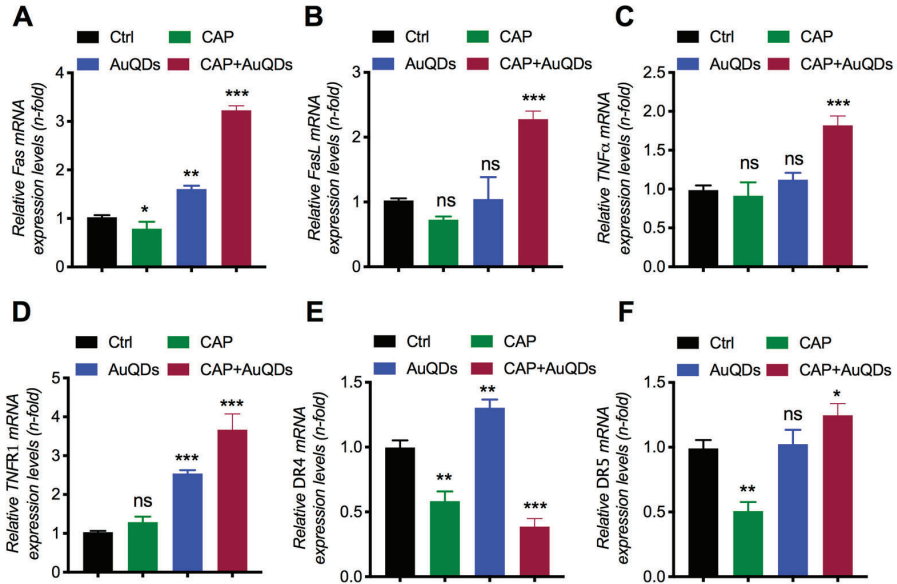 A
Ctrl CAP
AuQDs CAP+AuQDs
Relative Fas mRNA
expression levels (n-fold)
4
3
2
1
0
*
**
***
B
Ctrl CAP
AuQDs CAP+AuQDs
Relative FasL mRNA
expression levels (n-fold)
3
2
1
0
ns
ns
***
C
Ctrl CAP
AuQDs CAP+AuQDs
Relative TNFα mRNA
expression levels (n-fold)
2.5
2.0
1.5
1.0
0.5
0.0
ns
ns
***
D
Ctrl CAP
AuQDs CAP+AuQDs
Relative TNFR1 mRNA
expression levels (n-fold)
5
4
3
2
1
0
ns
***
***
E
Ctrl CAP
AuQDs CAP+AuQDs
Relative DR4 mRNA
expression levels (n-fold)
1.5
1.0
0.5
0.0
**
**
***
F
Ctrl CAP
AuQDs CAP+AuQDs
Relative DR5 mRNA
expression levels (n-fold)
1.5
1.0
0.5
0.0
**
ns
*